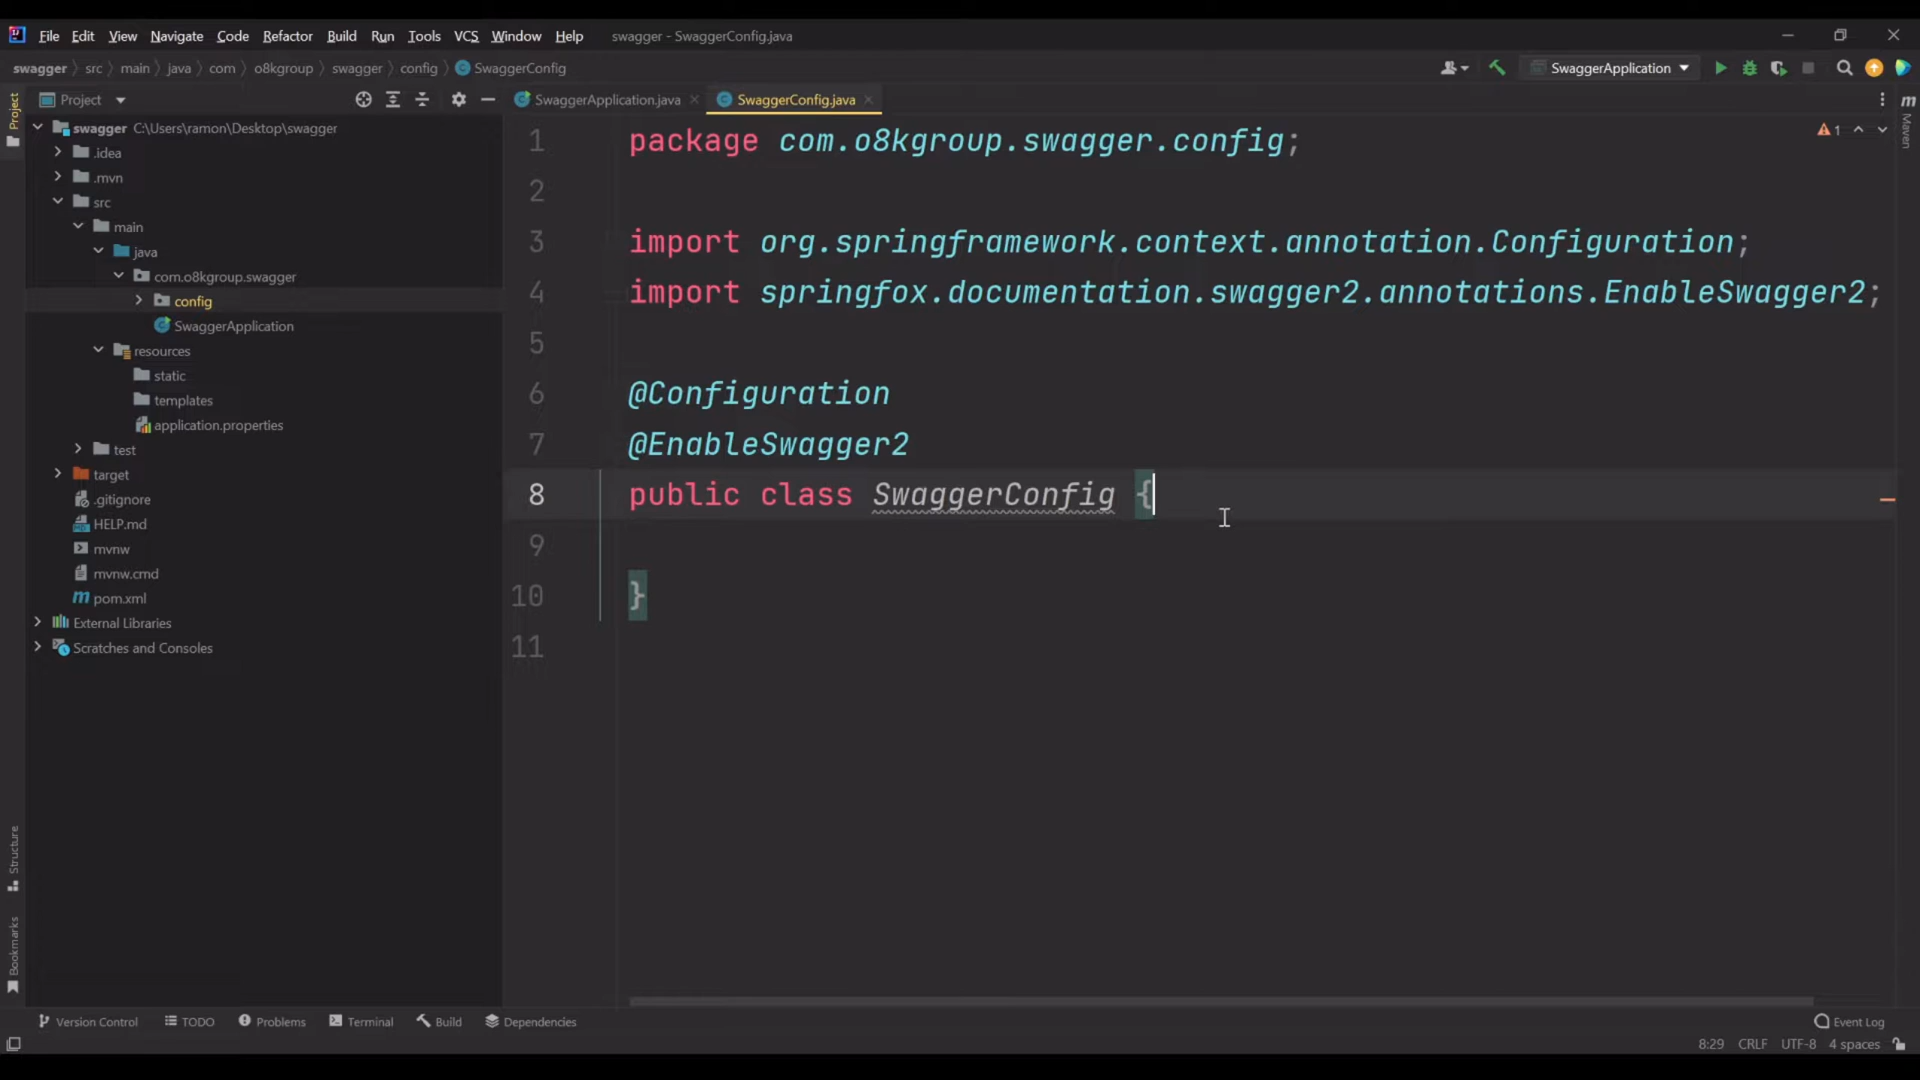 File Edit View Navigate Code Refactor Build Run Tools VCS Window Help swagger - SwaggerConfig.java
swagger src main java com o8kgroup swagger config SwaggerConfig SwaggerApplication
Project
SwaggerApplication.java SwaggerConfig.java
swagger C:\Users\ramon\Desktop\swagger
.idea
.mvn
src
main
java
com.o8kgroup.swagger
config
SwaggerApplication
resources
static
templates
application.properties
test
target
.gitignore
HELP.md
mvnw
mvnw.cmd
pom.xml
External Libraries
Scratches and Consoles
Project
Structure
Bookmarks
1 package com.o8kgroup.swagger.config;
2
3 import org.springframework.context.annotation.Configuration;
4 import springfox.documentation.swagger2.annotations.EnableSwagger2;
5
6 @Configuration
7 @EnableSwagger2
8 public class SwaggerConfig {
9
10 }
11
1
m
Maven
Version Control TODO Problems Terminal Build Dependencies Event Log
8:29 CRLF UTF-8 4 spaces